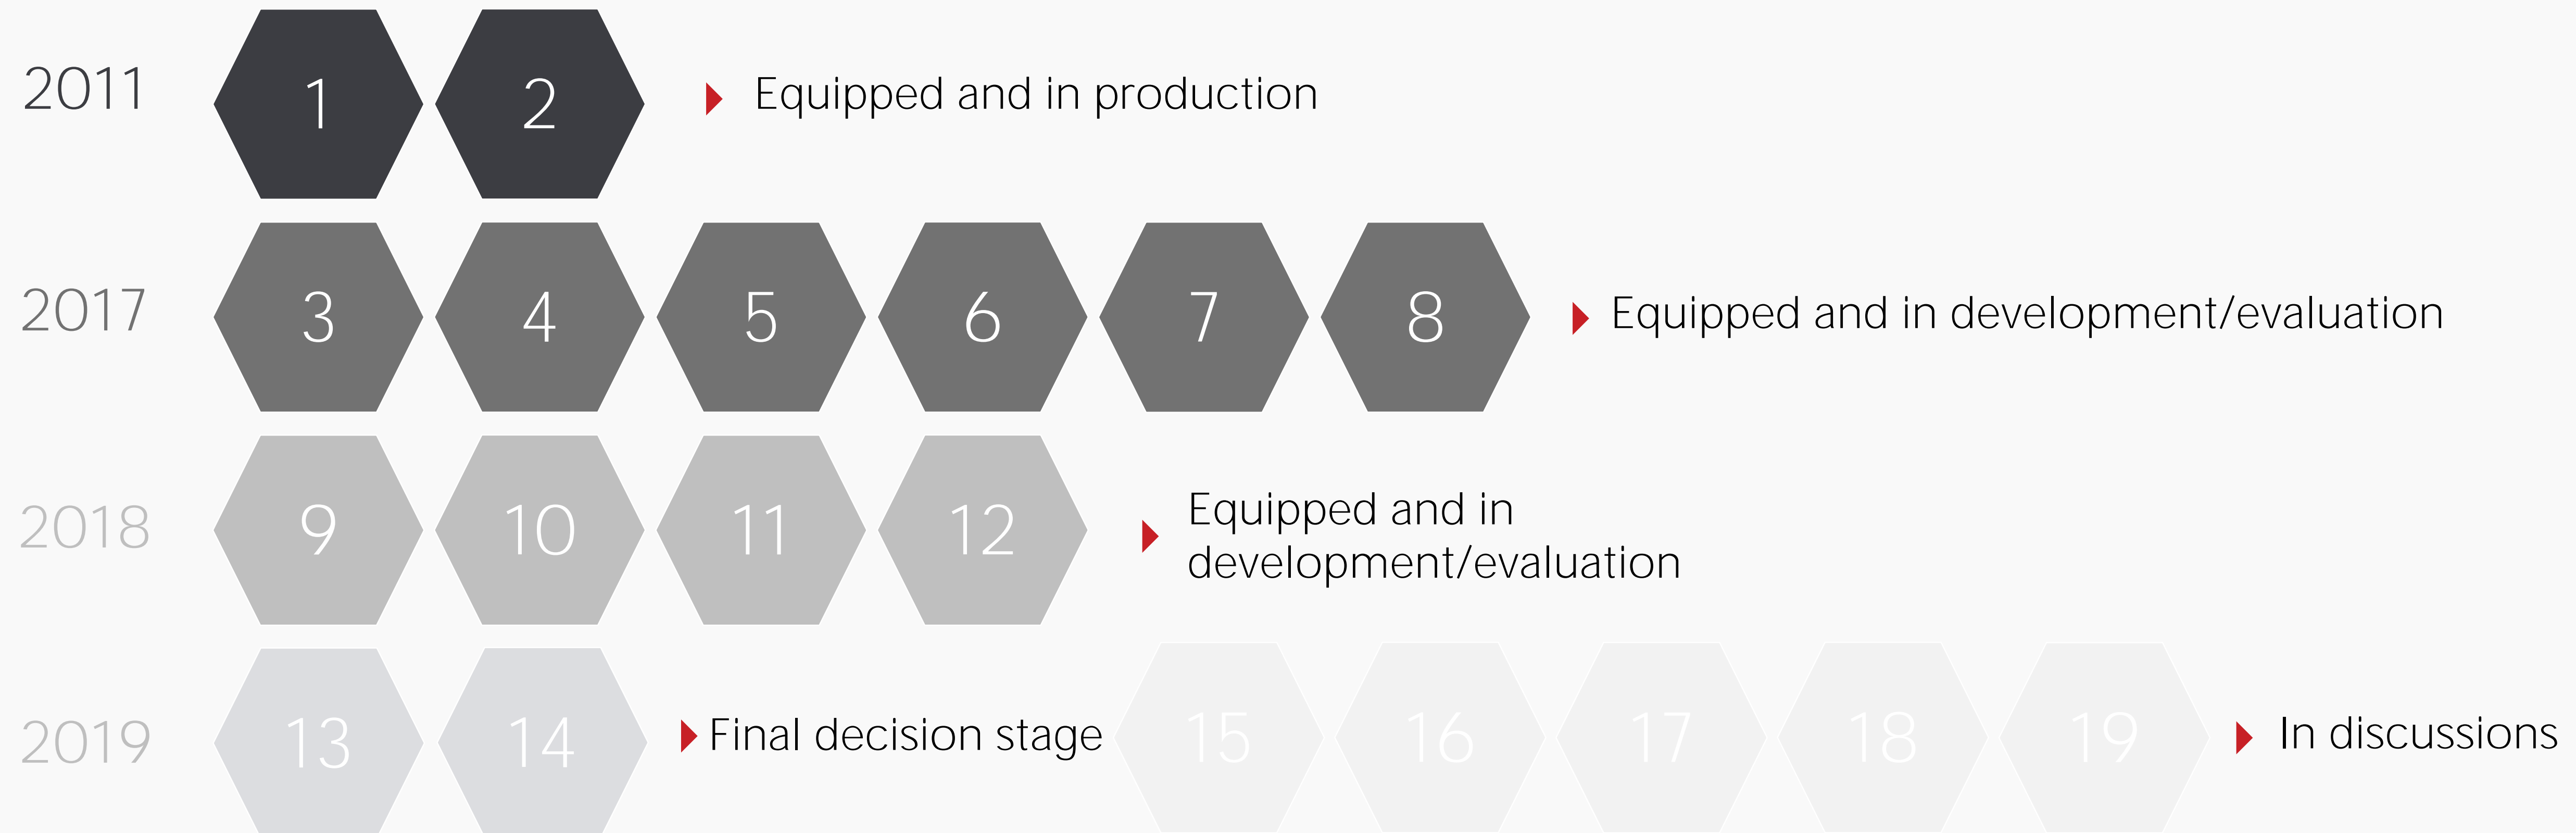 2011
1 2
Equipped and in production
2017
3 4 5 6 7 8
Equipped and in development/evaluation
2018
9 10 11 12
Equipped and in
development/evaluation
2019
13 14
Final decision stage
15 16 17 18 19
In discussions